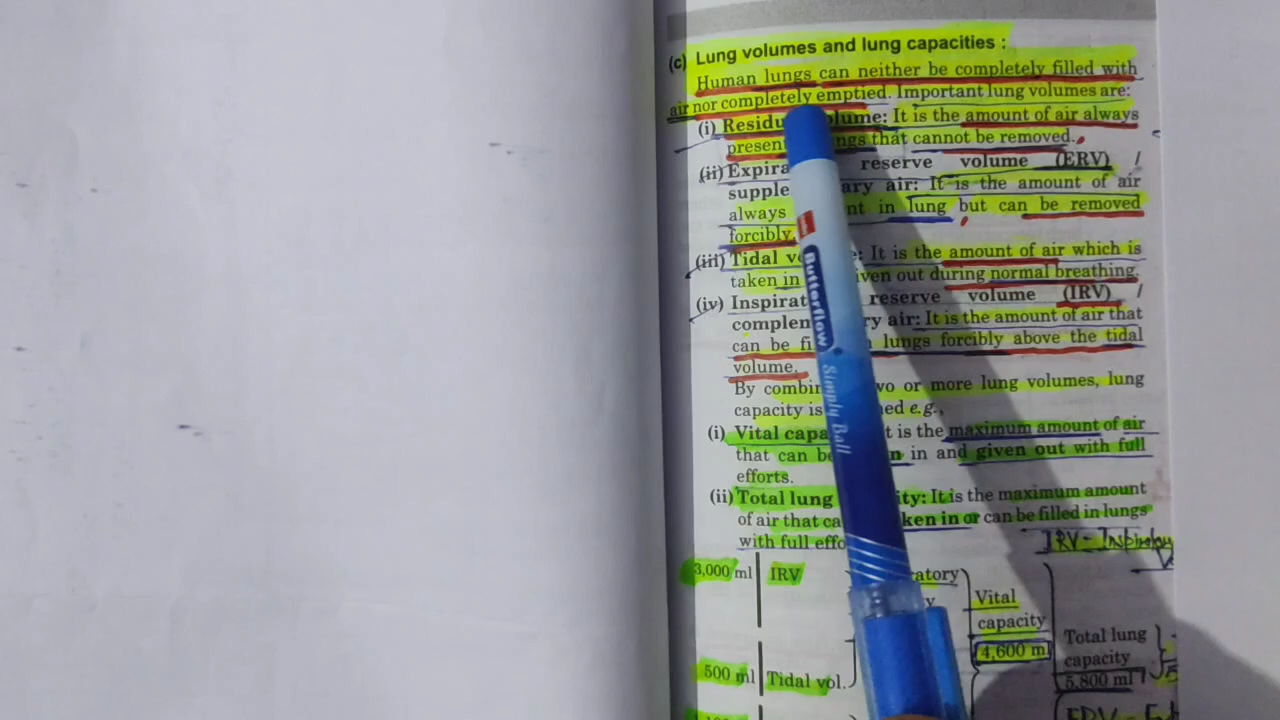 (c) Lung volumes and lung capacities :
Human lungs can neither be completely filled with
air nor completely emptied. Important lung volumes are:
(i) Residu lume: It is the amount of air always
presen ngs that cannot be removed.
(ii) Expira reserve volume (ERV) /
supple ary air: It is the amount of air
always nt in lung but can be removed
forcibly.
(iii) Tidal v : It is the amount of air which is
taken in iven out during normal breathing.
(iv) Inspirat reserve volume (IRV) /
complen ry air: It is the amount of air that
can be fi lungs forcibly above the tidal
volume.
By combin wo or more lung volumes, lung
capacity is ed e.g.,
(i) Vital capa t is the maximum amount of air
that can be n in and given out with full
efforts.
(ii) Total lung ity: It is the maximum amount
of air that ca ken in or can be filled in lungs
with full effo
IRV - Inspiratory
3,000 ml IRV atory
y
Vital
capacity
4,600 ml
Total lung
capacity
5,800 ml
500 ml Tidal vol.
Butterflow
Simply Ball